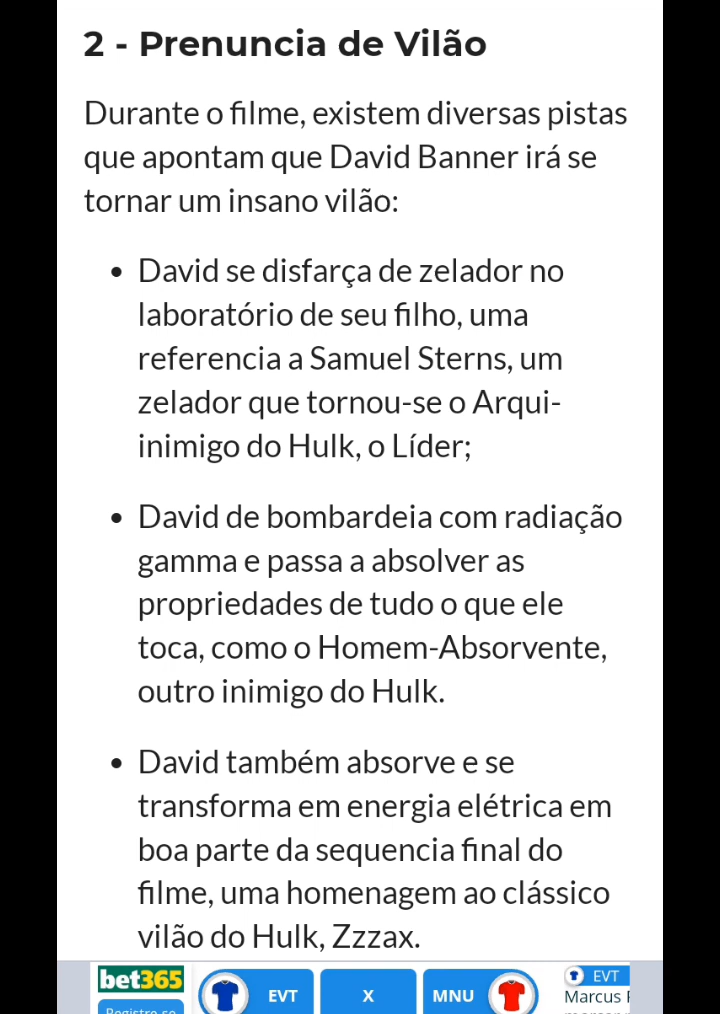 2 - Prenuncia de Vilão
Durante o filme, existem diversas pistas
que apontam que David Banner irá se
tornar um insano vilão:
• David se disfarça de zelador no
laboratório de seu filho, uma
referencia a Samuel Sterns, um
zelador que tornou-se o Arqui-
inimigo do Hulk, o Líder;
• David de bombardeia com radiação
gamma e passa a absolver as
propriedades de tudo o que ele
toca, como o Homem-Absorvente,
outro inimigo do Hulk.
• David também absorve e se
transforma em energia elétrica em
boa parte da sequencia final do
filme, uma homenagem ao clássico
vilão do Hulk, Zzzax.
bet365
EVT
X
MNU
EVT
Marcus
Registre-se